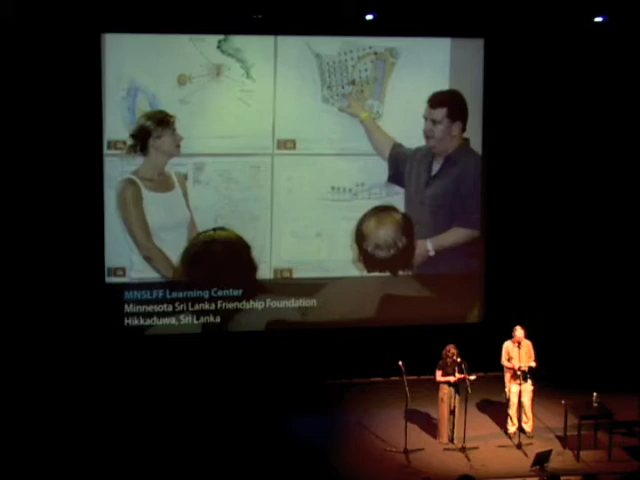 MNSLFF Learning Center
Minnesota Sri Lanka Friendship Foundation
Hikkaduwa, Sri Lanka